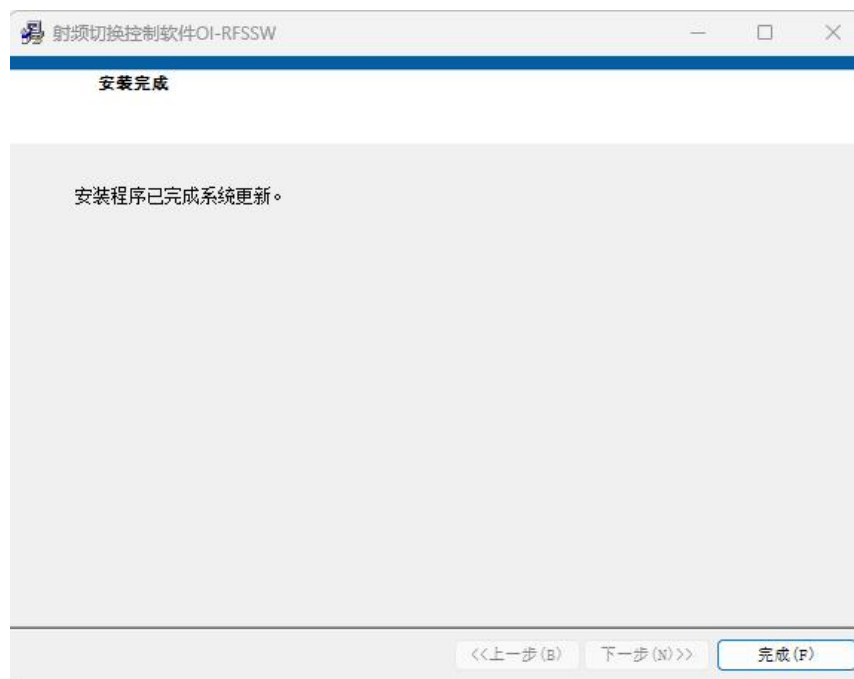 射频切换控制软件OI-RFSSW
安装完成
安装程序已完成系统更新。
<<上一步(B)
下一步(N)>>
完成(F)